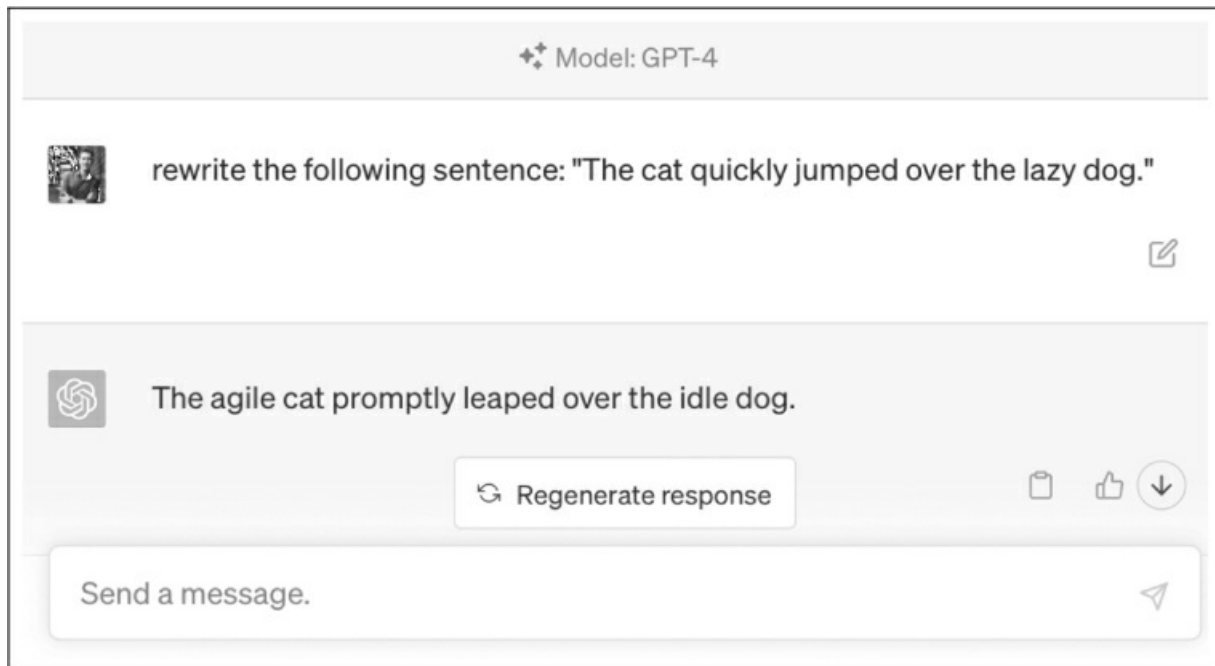 Model: GPT-4
rewrite the following sentence: "The cat quickly jumped over the lazy dog."
The agile cat promptly leaped over the idle dog.
Regenerate response
Send a message.